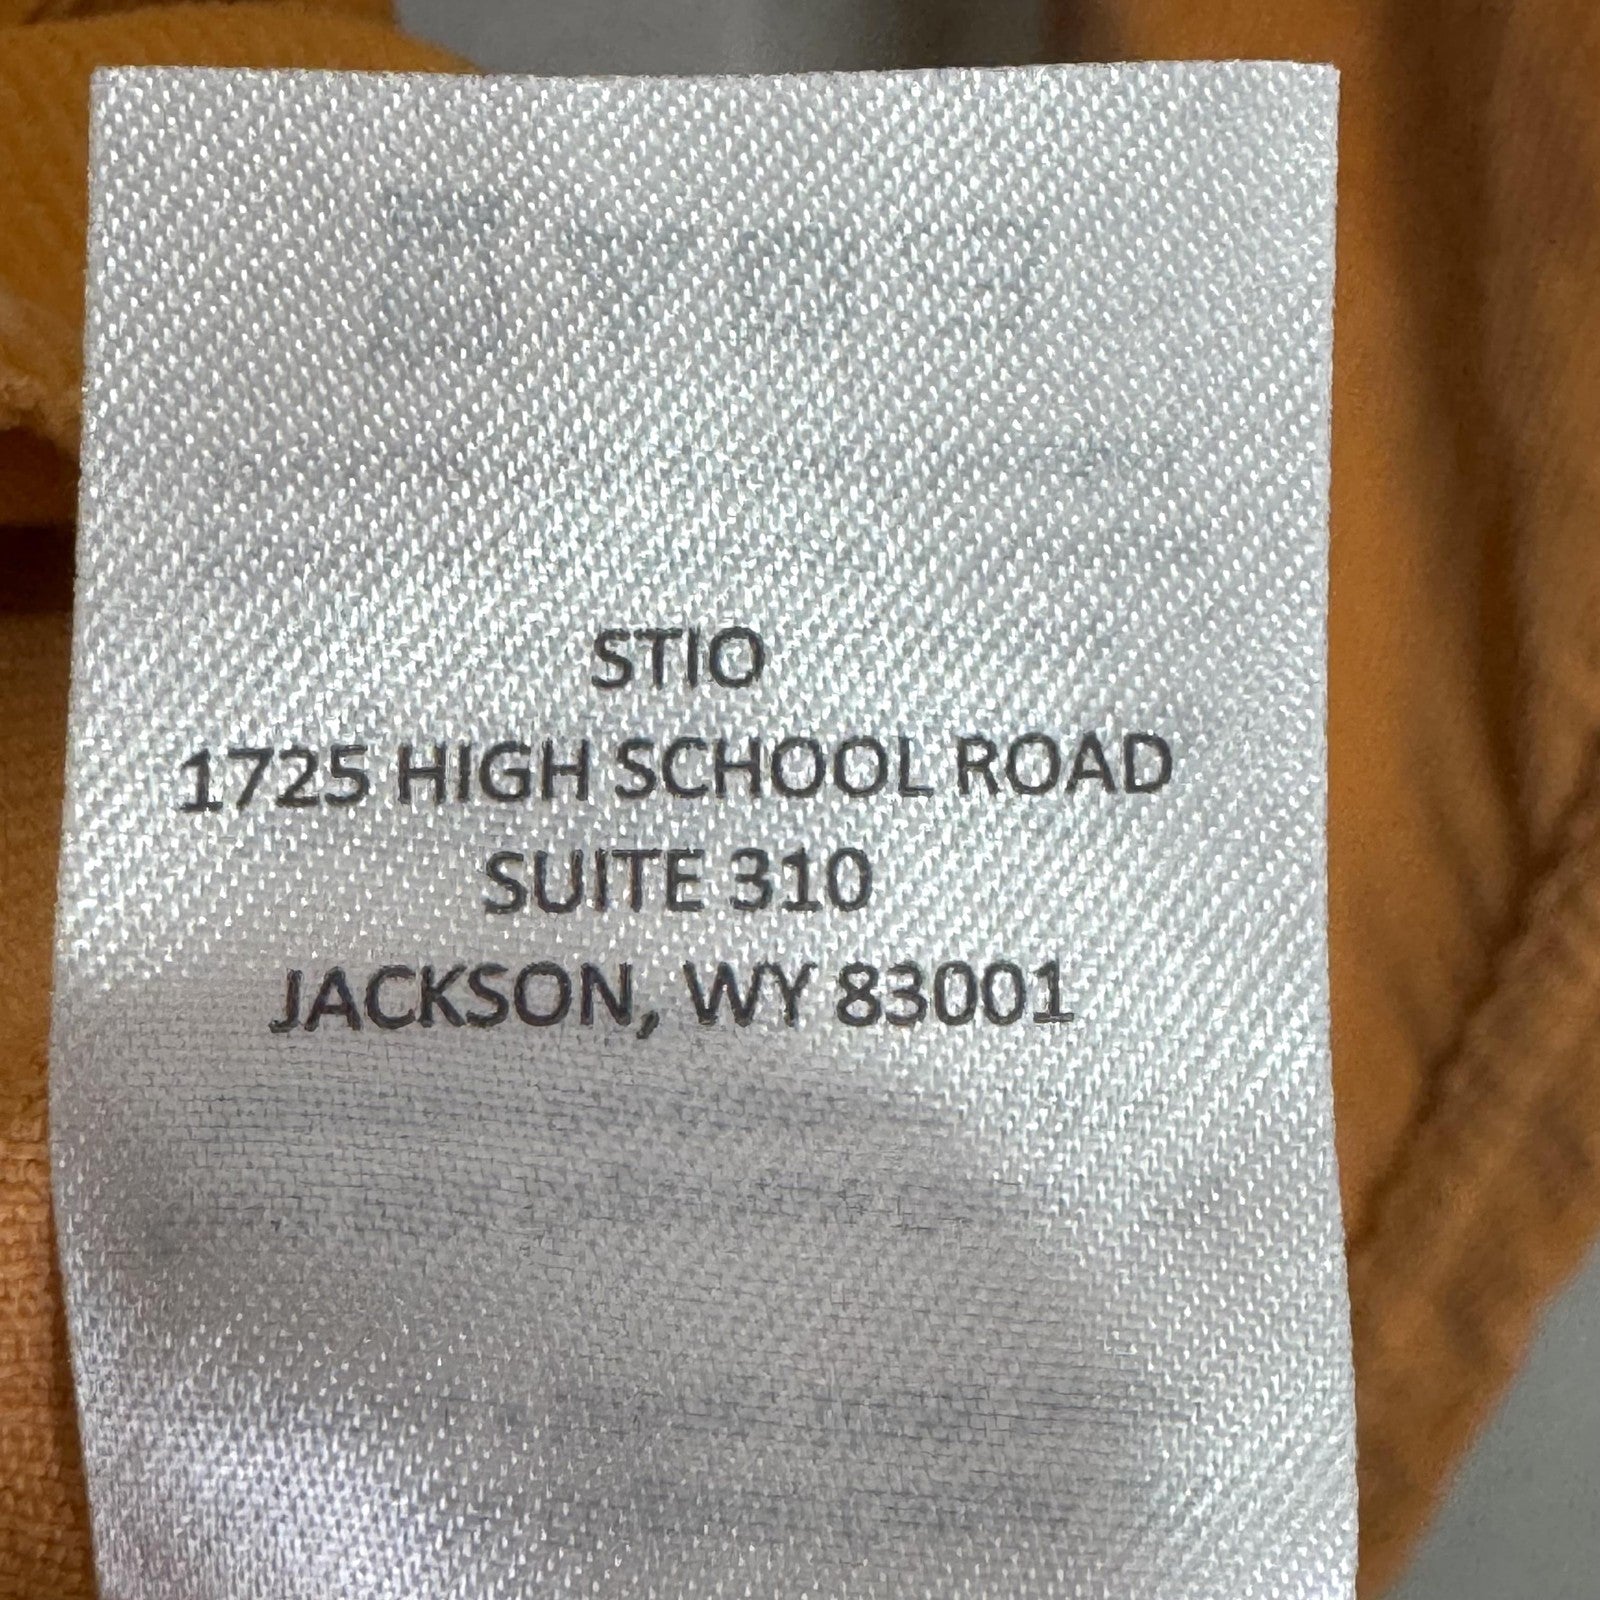 STIO
1725 HIGH SCHOOL ROAD
SUITE 310
JACKSON, WY 83001